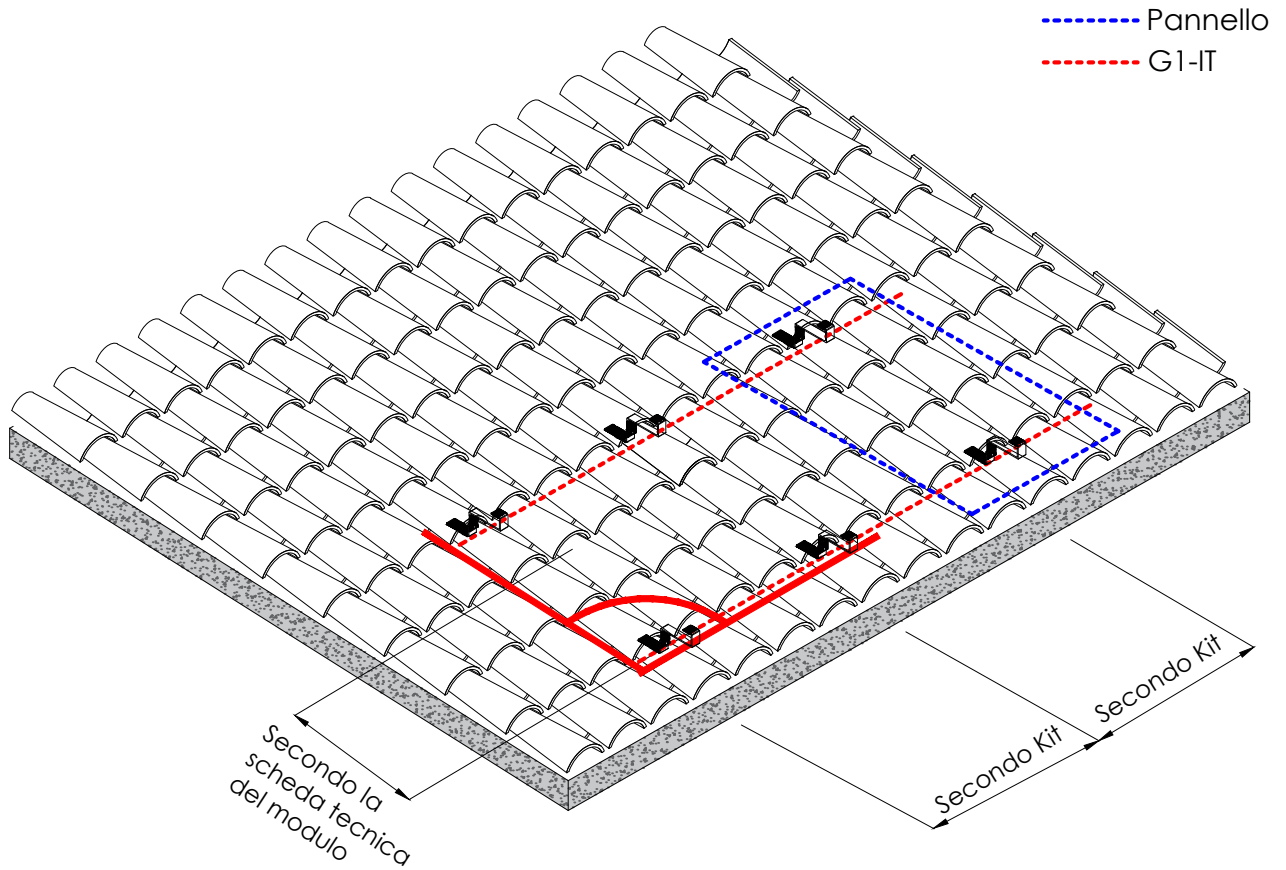 Pannello
G1-IT
Secondo la
scheda tecnica
del modulo
Secondo Kit
Secondo Kit